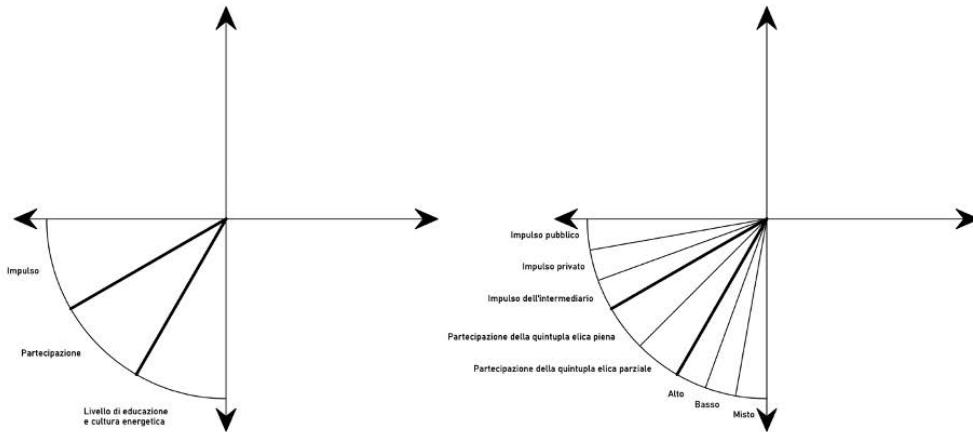 Impulso
Partecipazione
Livello di educazione
e cultura energetica
Impulso pubblico
Impulso privato
Impulso dell'intermediario
Partecipazione della quintupla elica piena
Partecipazione della quintupla elica parziale
Alto
Basso
Misto